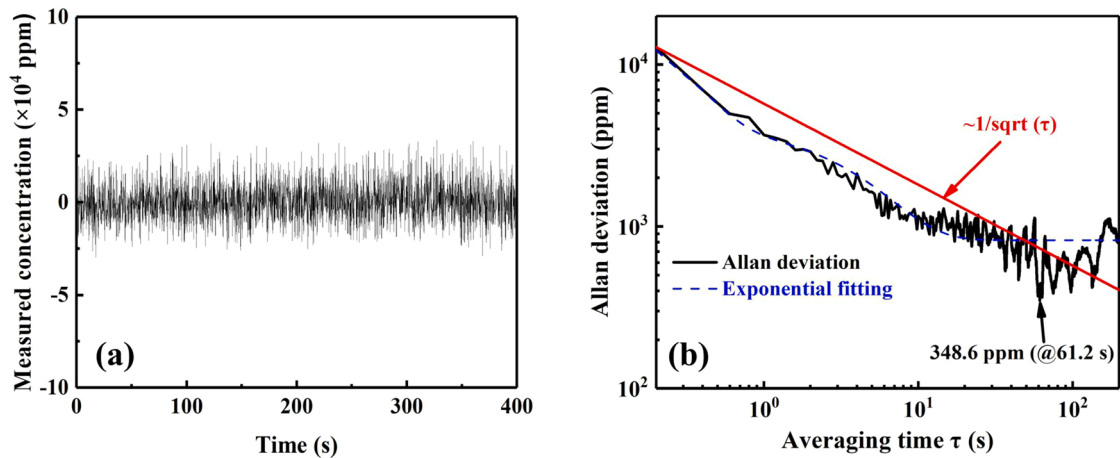 Measured concentration (×10⁴ ppm)
10
5
0
-5
-10
(a)
0
100
200
300
400
Time (s)
Allan deviation (ppm)
10⁴
10³
10²
~1/sqrt (τ)
Allan deviation
Exponential fitting
(b)
348.6 ppm (@61.2 s)
10⁰
10¹
10²
Averaging time τ (s)